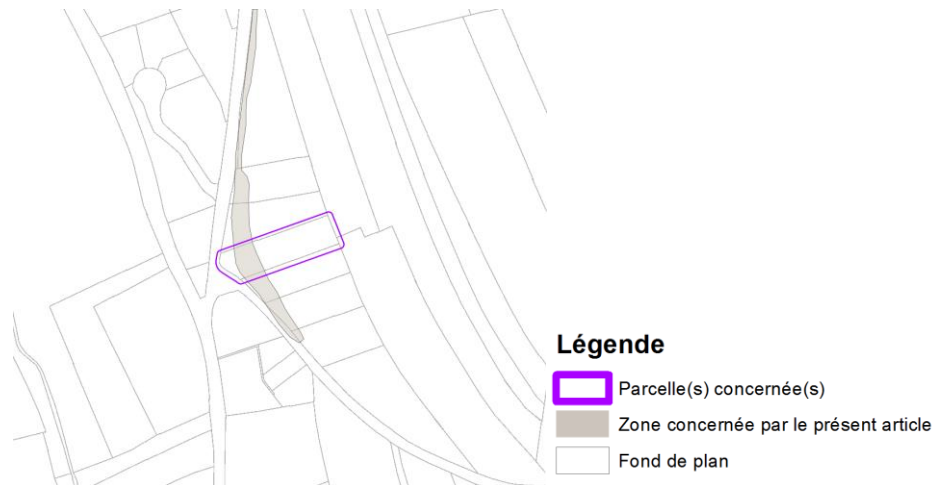 Légende
Parcelle(s) concernée(s)
Zone concernée par le présent article
Fond de plan